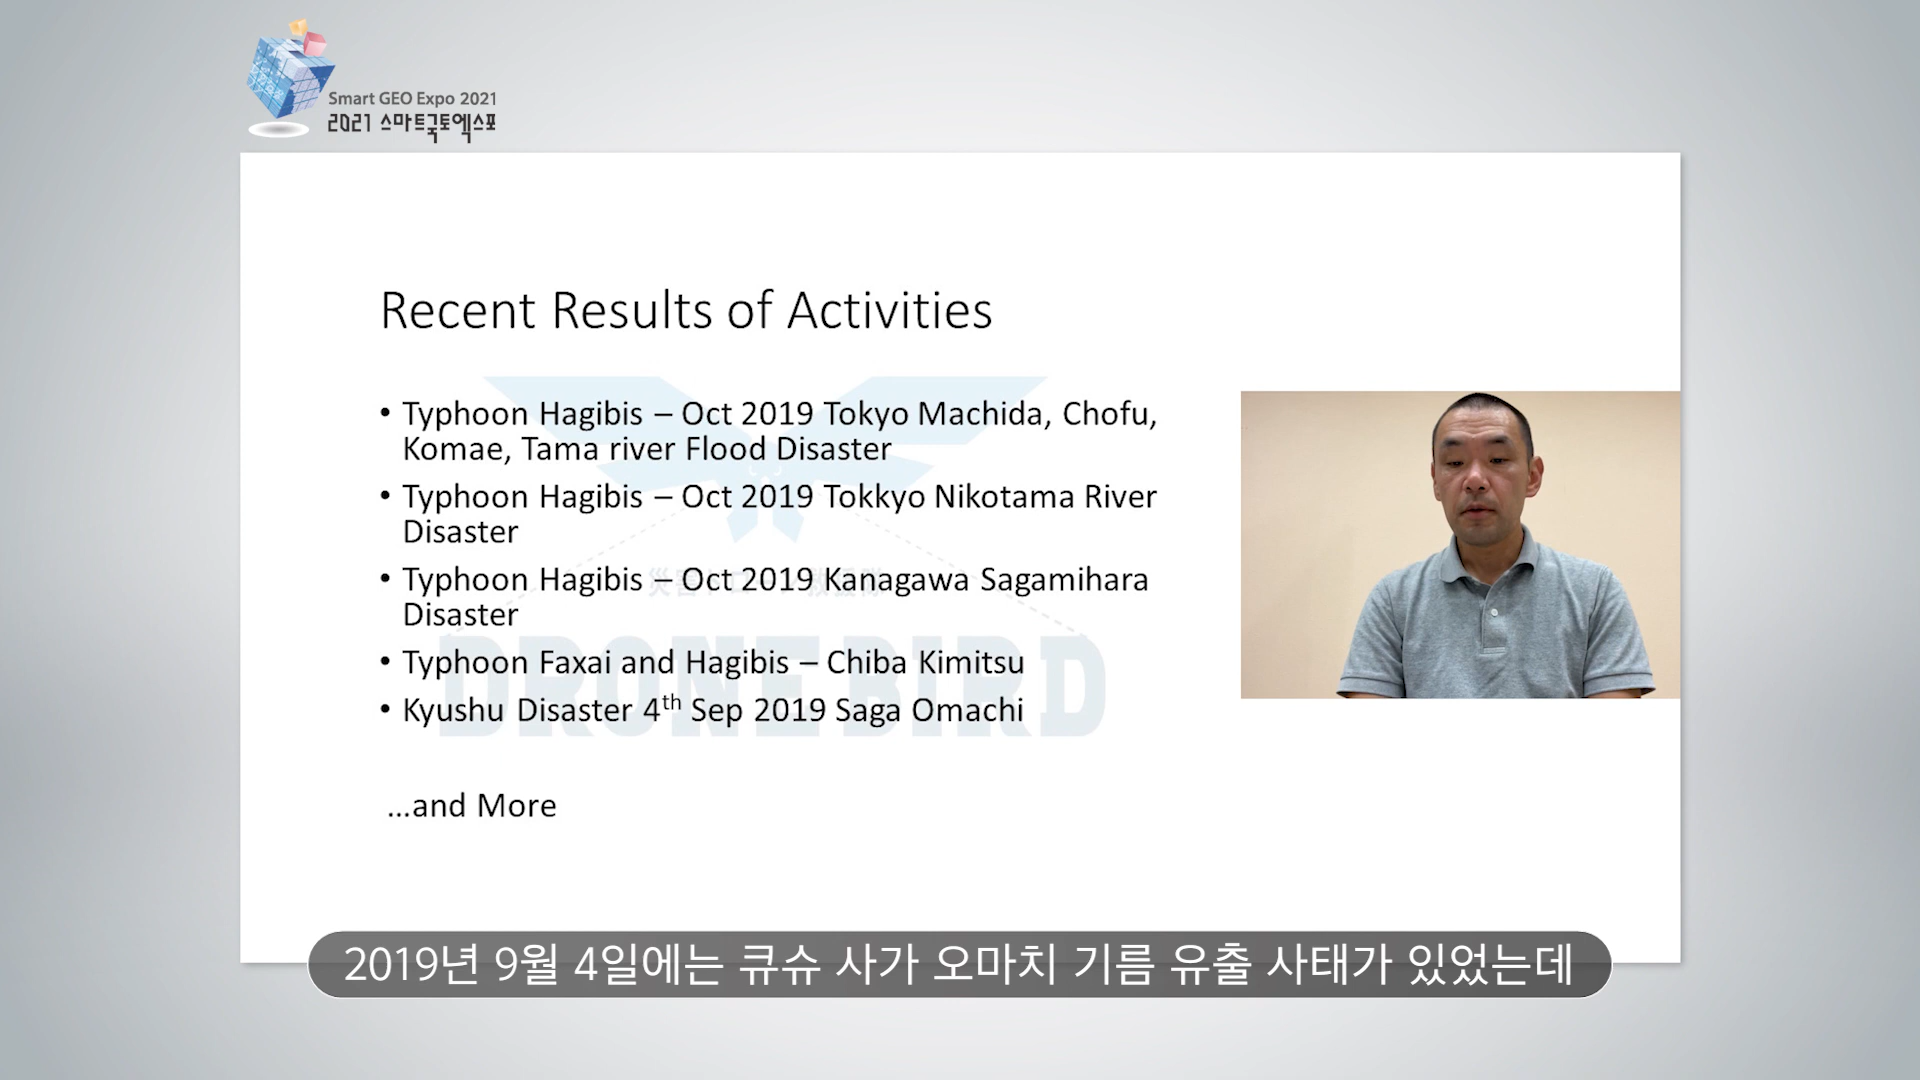 Smart GEO Expo 2021
2021 스마트국토엑스포
Recent Results of Activities
• Typhoon Hagibis – Oct 2019 Tokyo Machida, Chofu,
Komae, Tama river Flood Disaster
• Typhoon Hagibis – Oct 2019 Tokkyo Nikotama River
Disaster
• Typhoon Hagibis – Oct 2019 Kanagawa Sagamihara
Disaster
• Typhoon Faxai and Hagibis – Chiba Kimitsu
• Kyushu Disaster 4th Sep 2019 Saga Omachi
...and More
DRONE BIRD
2019년 9월 4일에는 큐슈 사가 오마치 기름 유출 사태가 있었는데